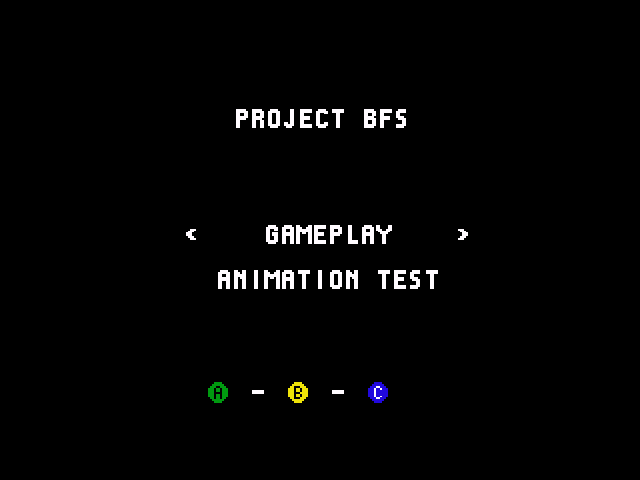 PROJECT BFS
< GAMEPLAY >
ANIMATION TEST
A - B - C